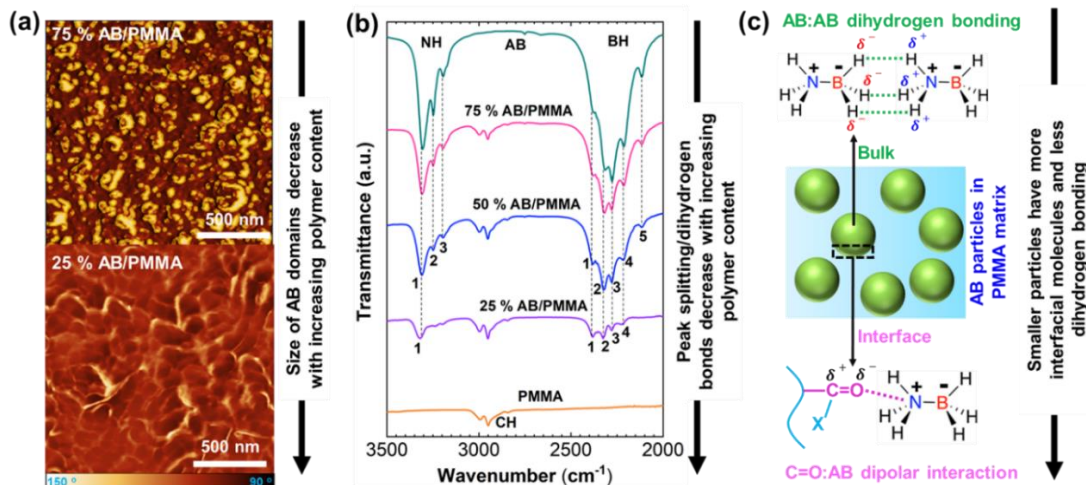 (a)
75 % AB/PMMA
500 nm
25 % AB/PMMA
500 nm
150 °
90 °
Size of AB domains decrease
with increasing polymer content
(b)
NH
AB
BH
75 % AB/PMMA
50 % AB/PMMA
1
2
3
1
2
3
4
5
25 % AB/PMMA
1
1
2
3
4
PMMA
CH
Transmittance (a.u.)
3500
3000
2500
2000
Wavenumber (cm⁻¹)
Peak splitting/dihydrogen
bonds decrease with increasing
polymer content
(c)
AB:AB dihydrogen bonding
δ⁻
δ⁺
H
H
H
+
-
H
H
N
B
H
δ⁻
δ⁺
H
H
+
-
H
N
B
H
H
H
δ⁻
δ⁺
Bulk
AB particles in
PMMA matrix
Interface
δ⁺
δ⁻
C=O
X
H
+
-
H
N
B
H
H
H
H
C=O:AB dipolar interaction
Smaller particles have more
interfacial molecules and less
dihydrogen bonding